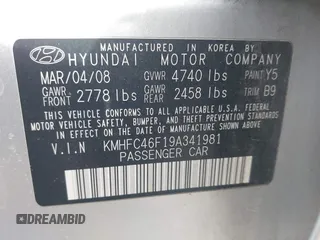 MANUFACTURED BY
HYUNDAI MOTOR COMPANY
MAR/04/08 GVWR 4740 lbs PAINT Y5
GAWR FRONT 2778 lbs GAWR REAR 2458 lbs TRIM B9
THIS VEHICLE CONFORMS TO ALL APPLICABLE U.S.
FEDERAL MOTOR VEHICLE SAFETY, BUMPER, AND
THEFT PREVENTION STANDARDS IN EFFECT ON THE
DATE OF MANUFACTURE SHOWN ABOVE.
V.I.N KMHFC46F19A341981
PASSENGER CAR
DREAMBID